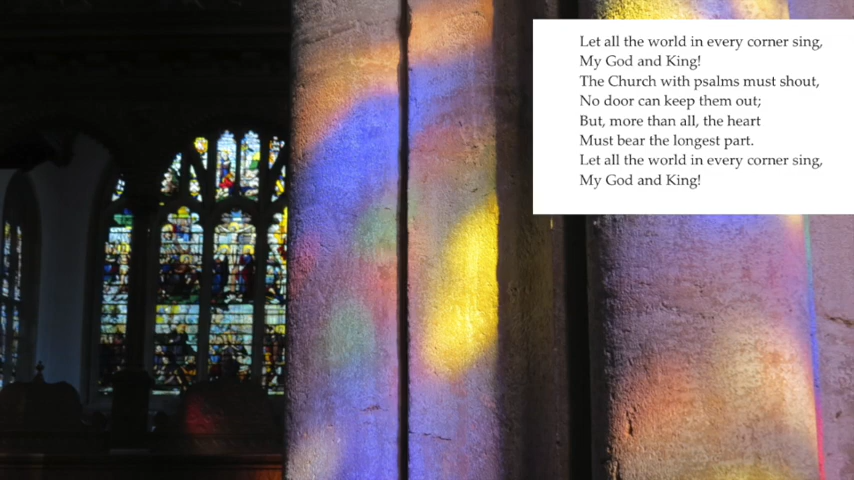 Let all the world in every corner sing,
My God and King!
The Church with psalms must shout,
No door can keep them out;
But, more than all, the heart
Must bear the longest part.
Let all the world in every corner sing,
My God and King!